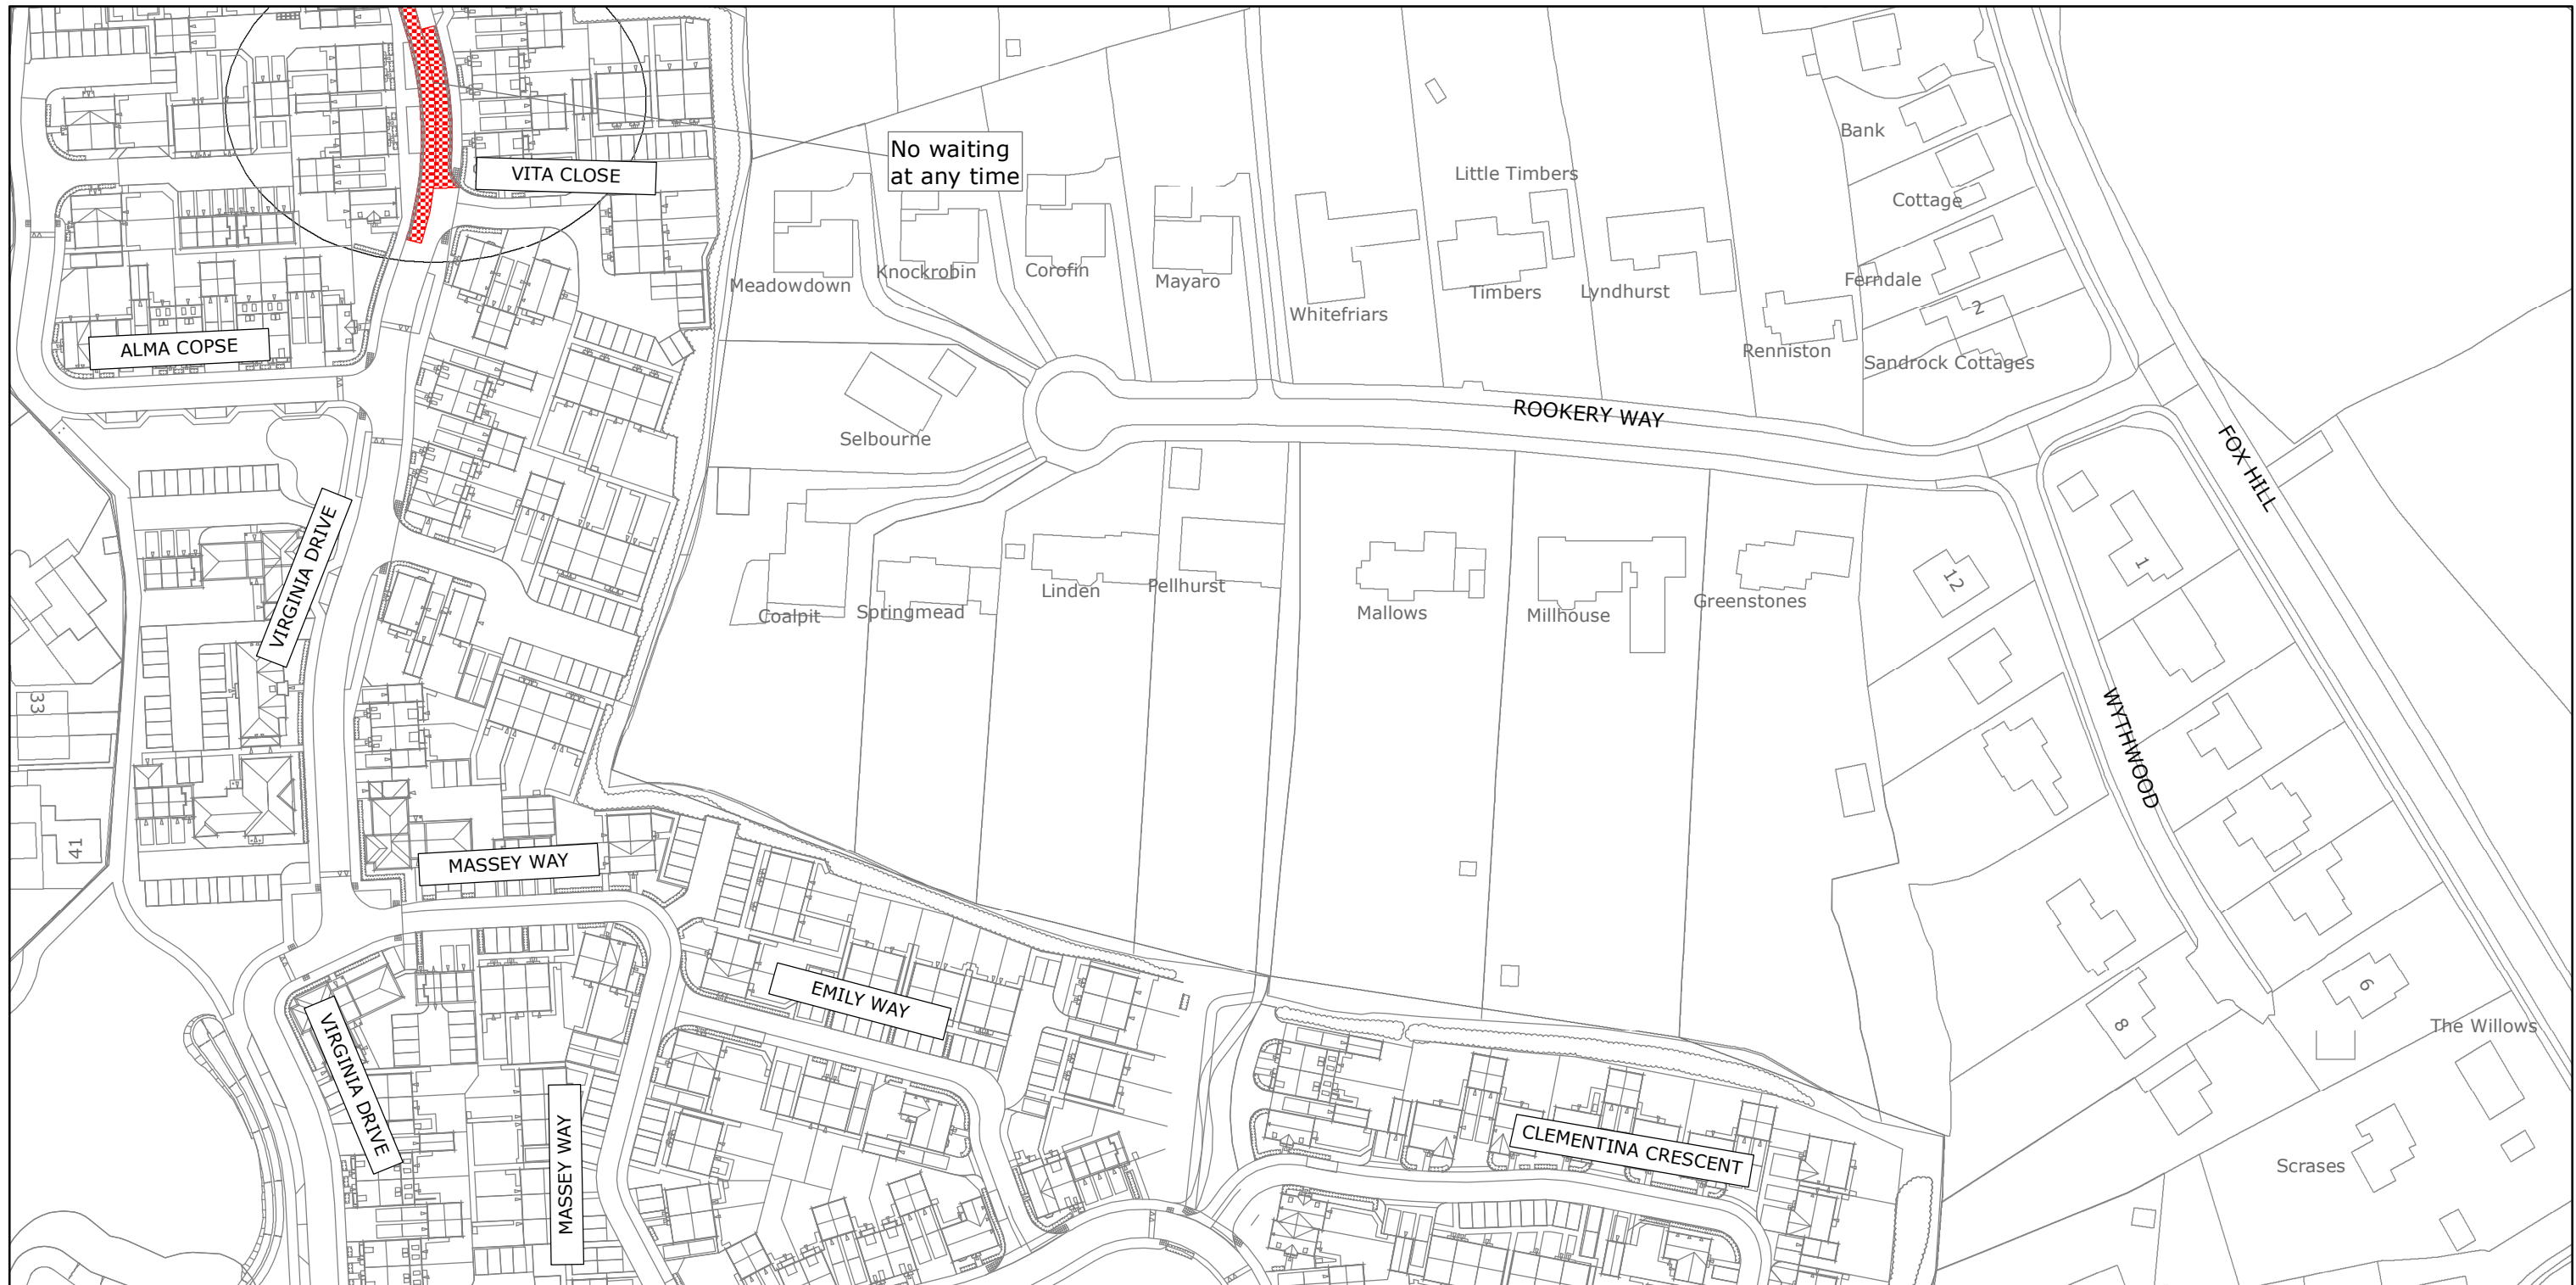 Bank
No waiting
at any time
VITA CLOSE
Little Timbers
Cottage
Meadowdown
Knockrobin
Corofin
Mayaro
Whitefriars
Timbers
Lyndhurst
Ferndale
2
Renniston
Sandrock Cottages
ALMA COPSE
ROOKERY WAY
Selbourne
FOX HILL
VIRGINIA DRIVE
Coalpit
Springmead
Linden
Pellhurst
Mallows
Millhouse
Greenstones
12
1
33
WYTHWOOD
41
MASSEY WAY
EMILY WAY
VIRGINIA DRIVE
8
6
The Willows
MASSEY WAY
CLEMENTINA CRESCENT
Scrases